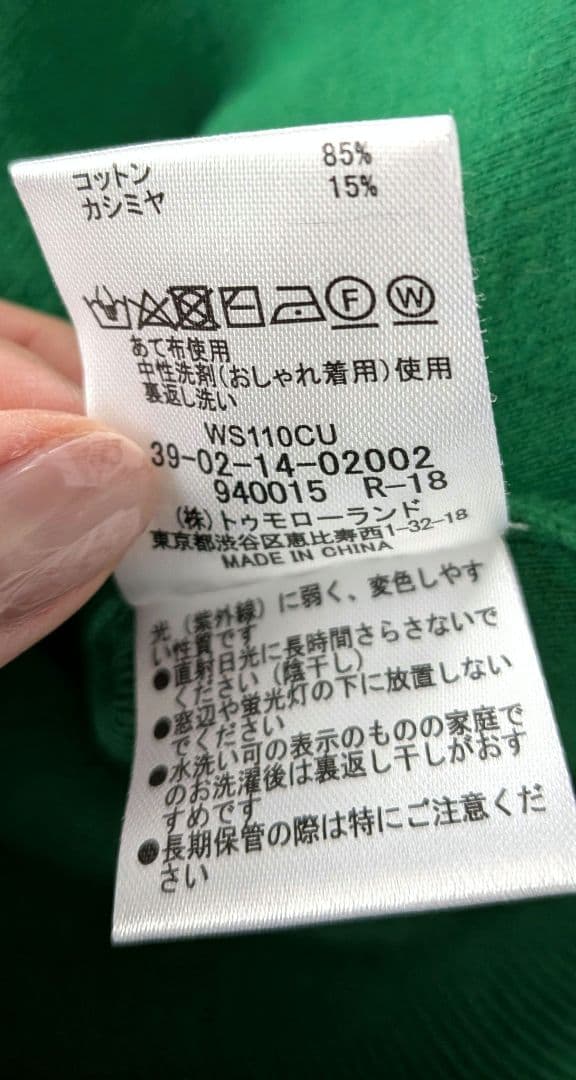 コットン 85%
カシミヤ 15%
F W
あて布使用
中性洗剤(おしゃれ着用)使用
裏返し洗い
WS110CU
39-02-14-02002
940015 R-18
(株)トゥモローランド
東京都渋谷区恵比寿西1-32-18
MADE IN CHINA
光(紫外線)に弱く、変色しやす
い性質です
●直射日光に長時間さらさないで
ください(陰干し)
●窓辺や蛍光灯の下に放置しない
でください
●水洗い可の表示のものの家庭で
のお洗濯後は裏返し干しがおす
すめです
●長期保管の際は特にご注意くだ
さい